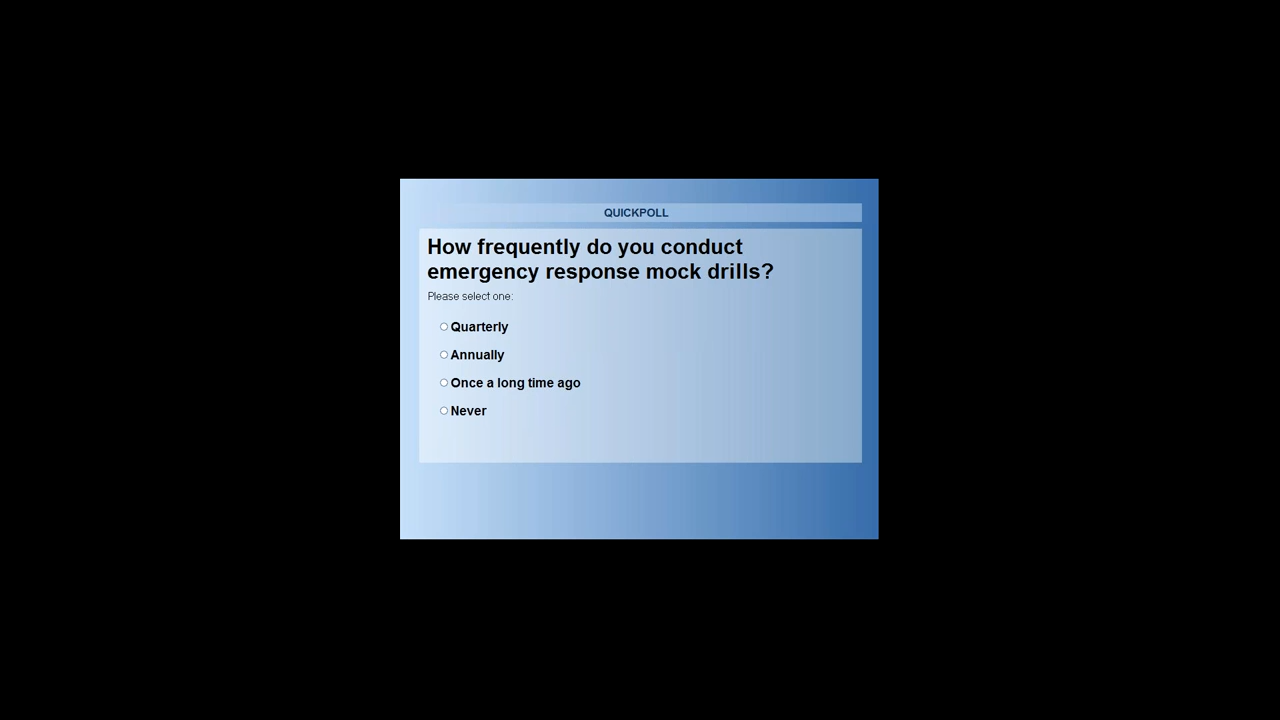 QUICKPOLL
How frequently do you conduct
emergency response mock drills?
Please select one:
Quarterly
Annually
Once a long time ago
Never